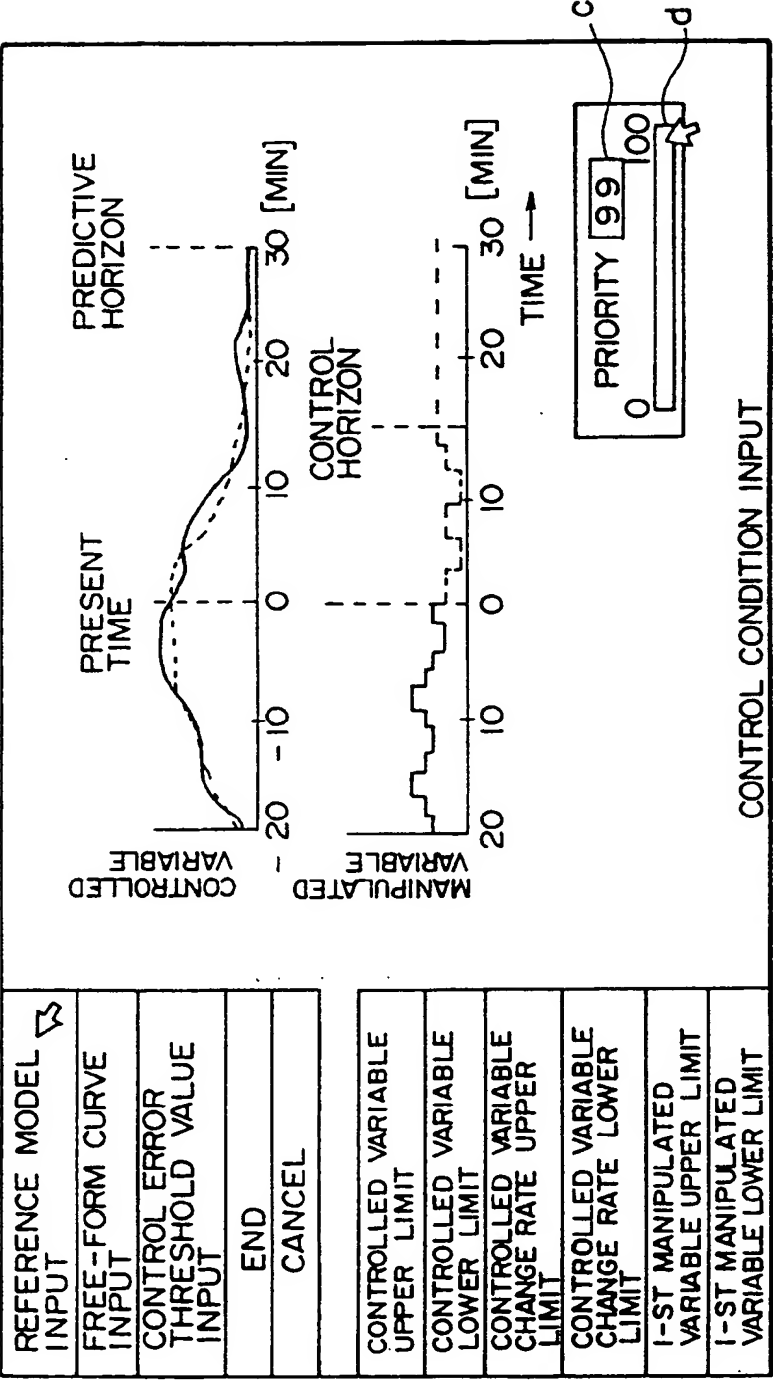 REFERENCE MODEL
INPUT
FREE-FORM CURVE
INPUT
CONTROL ERROR
THRESHOLD VALUE
INPUT
END
CANCEL
CONTROLLED VARIABLE
UPPER LIMIT
CONTROLLED VARIABLE
LOWER LIMIT
CONTROLLED VARIABLE
CHANGE RATE UPPER
LIMIT
CONTROLLED VARIABLE
CHANGE RATE LOWER
LIMIT
1-ST MANIPULATED
VARIABLE UPPER LIMIT
1-ST MANIPULATED
VARIABLE LOWER LIMIT
CONTROLLED
VARIABLE
PRESENT
TIME
PREDICTIVE
HORIZON
-20 -10 0 10 20 30 [MIN]
MANIPULATED
VARIABLE
CONTROL
HORIZON
20 10 0 10 20 30 [MIN]
TIME →
PRIORITY 99
0 100
c
d
CONTROL CONDITION INPUT